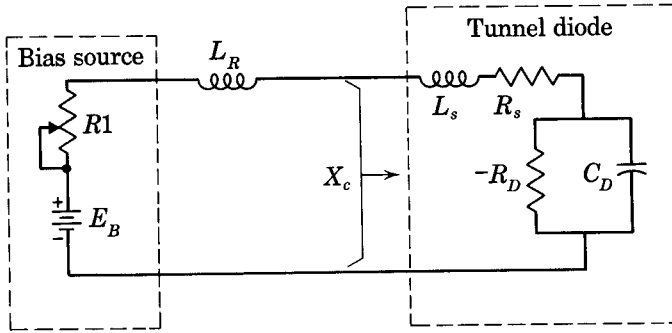 Tunnel diode
Bias source
L_R
L_s
R_s
R1
X_c
-R_D
C_D
+
E_B
-